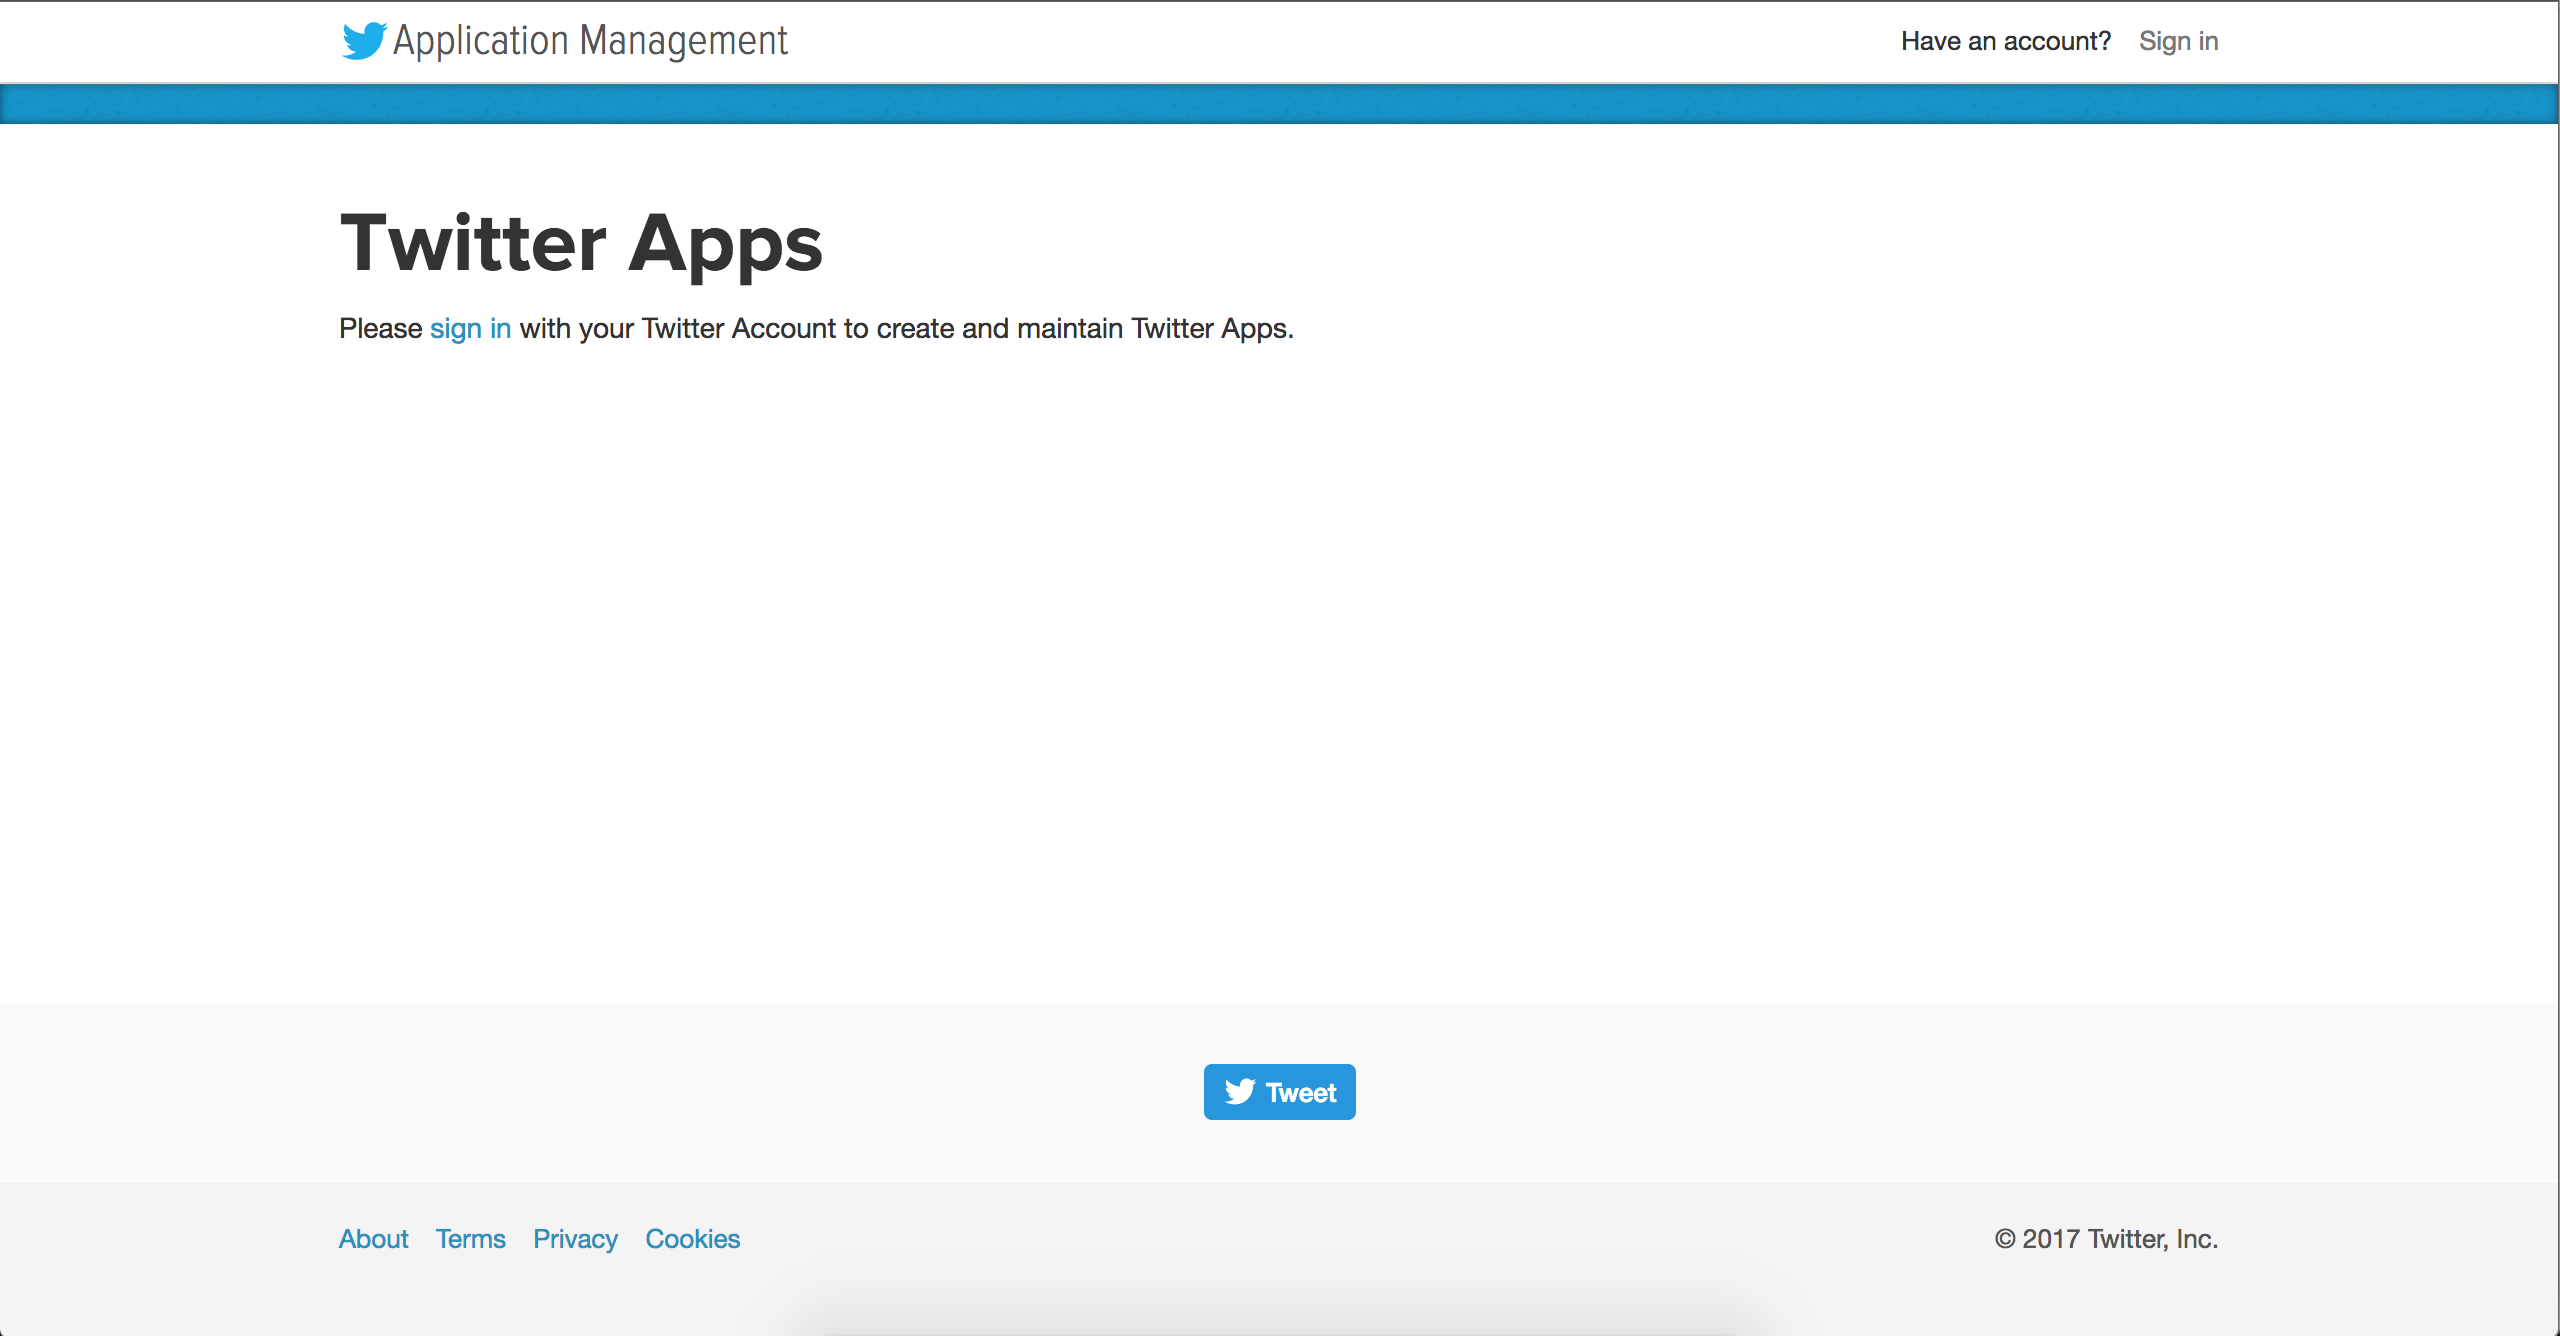 Application Management
Have an account? Sign in
Twitter Apps
Please sign in with your Twitter Account to create and maintain Twitter Apps.
Tweet
About Terms Privacy Cookies
© 2017 Twitter, Inc.